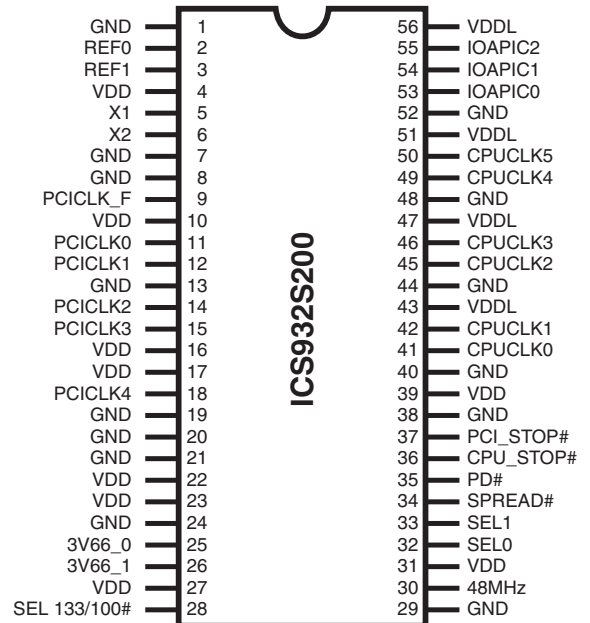 GND 1 56 VDDL
REF0 2 55 IOAPIC2
REF1 3 54 IOAPIC1
VDD 4 53 IOAPIC0
X1 5 52 GND
X2 6 51 VDDL
GND 7 50 CPUCLK5
GND 8 49 CPUCLK4
PCICLK_F 9 48 GND
VDD 10 47 VDDL
PCICLK0 11 46 CPUCLK3
PCICLK1 12 45 CPUCLK2
GND 13 44 GND
PCICLK2 14 43 VDDL
PCICLK3 15 42 CPUCLK1
VDD 16 41 CPUCLK0
VDD 17 40 GND
PCICLK4 18 39 VDD
GND 19 38 GND
GND 20 37 PCI_STOP#
GND 21 36 CPU_STOP#
VDD 22 35 PD#
VDD 23 34 SPREAD#
GND 24 33 SEL1
3V66_0 25 32 SEL0
3V66_1 26 31 VDD
VDD 27 30 48MHz
SEL 133/100# 28 29 GND
ICS932S200